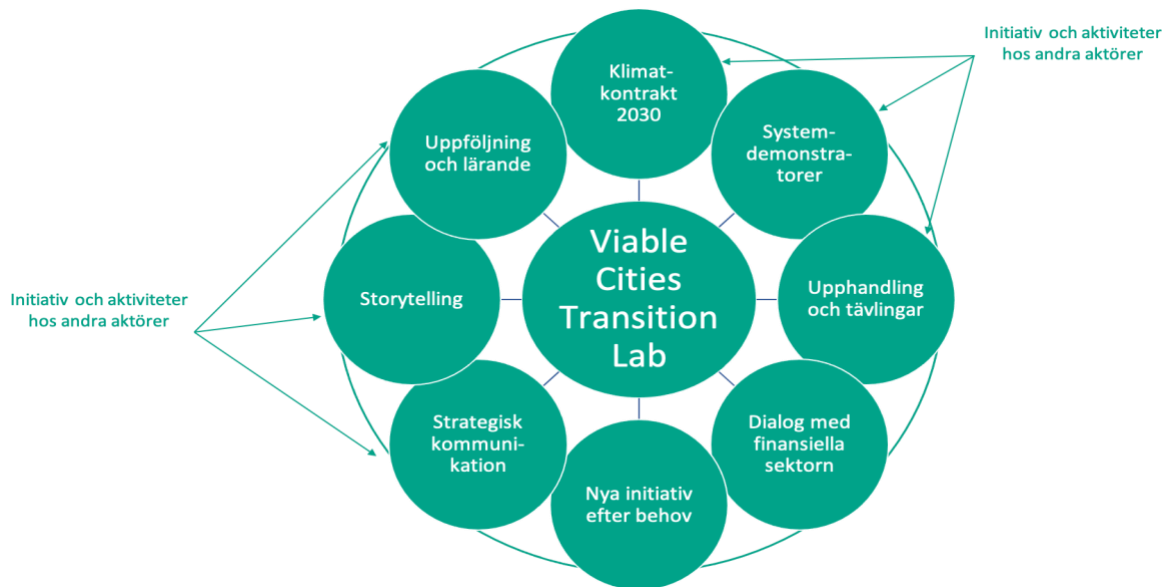 Initiativ och aktiviteter
hos andra aktörer
Klimat-
kontrakt
2030
System-
demonstra-
torer
Upphandling
och tävlingar
Dialog med
finansiella
sektorn
Nya initiativ
efter behov
Strategisk
kommuni-
kation
Storytelling
Uppföljning
och lärande
Viable
Cities
Transition
Lab
Initiativ och aktiviteter
hos andra aktörer